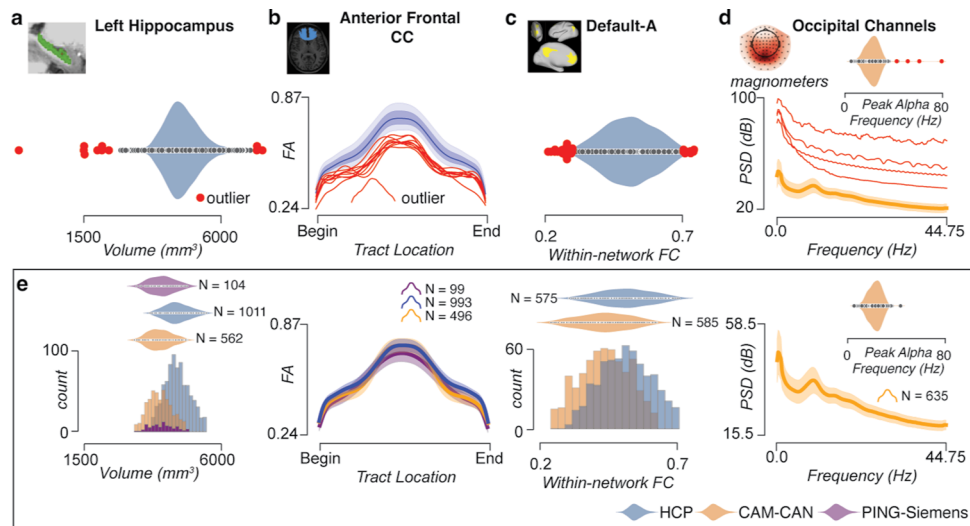 a Left Hippocampus
outlier
1500 6000
Volume (mm³)
b Anterior Frontal
CC
0.87
FA
0.24
outlier
Begin End
Tract Location
c Default-A
0.2 0.7
Within-network FC
d Occipital Channels
magnometers
0 80
Peak Alpha
Frequency (Hz)
100
PSD (dB)
20
0.0 44.75
Frequency (Hz)
e
N = 104
N = 1011
N = 562
100
count
0
1500 6000
Volume (mm³)
N = 99
N = 993
N = 496
0.87
FA
0.24
Begin End
Tract Location
N = 575
N = 585
60
count
0
0.2 0.7
Within-network FC
0 80
Peak Alpha
Frequency (Hz)
58.5
PSD (dB)
N = 635
15.5
0.0 44.75
Frequency (Hz)
HCP CAM-CAN PING-Siemens